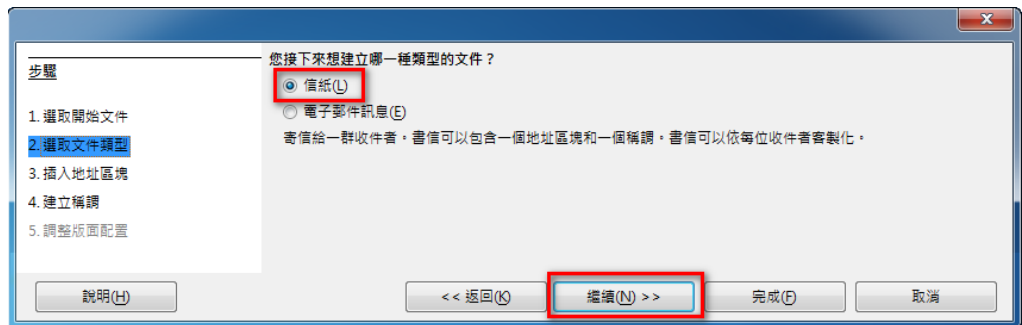 您接下來想建立哪一種類型的文件？
步驟
信紙(L)
1. 選取開始文件
電子郵件訊息(E)
2. 選取文件類型
寄信給一群收件者。書信可以包含一個地址區塊和一個稱謂。書信可以依每位收件者客製化。
3. 插入地址區塊
4. 建立稱謂
5. 調整版面配置
說明(H)
<< 返回(K)
繼續(N) >>
完成(F)
取消